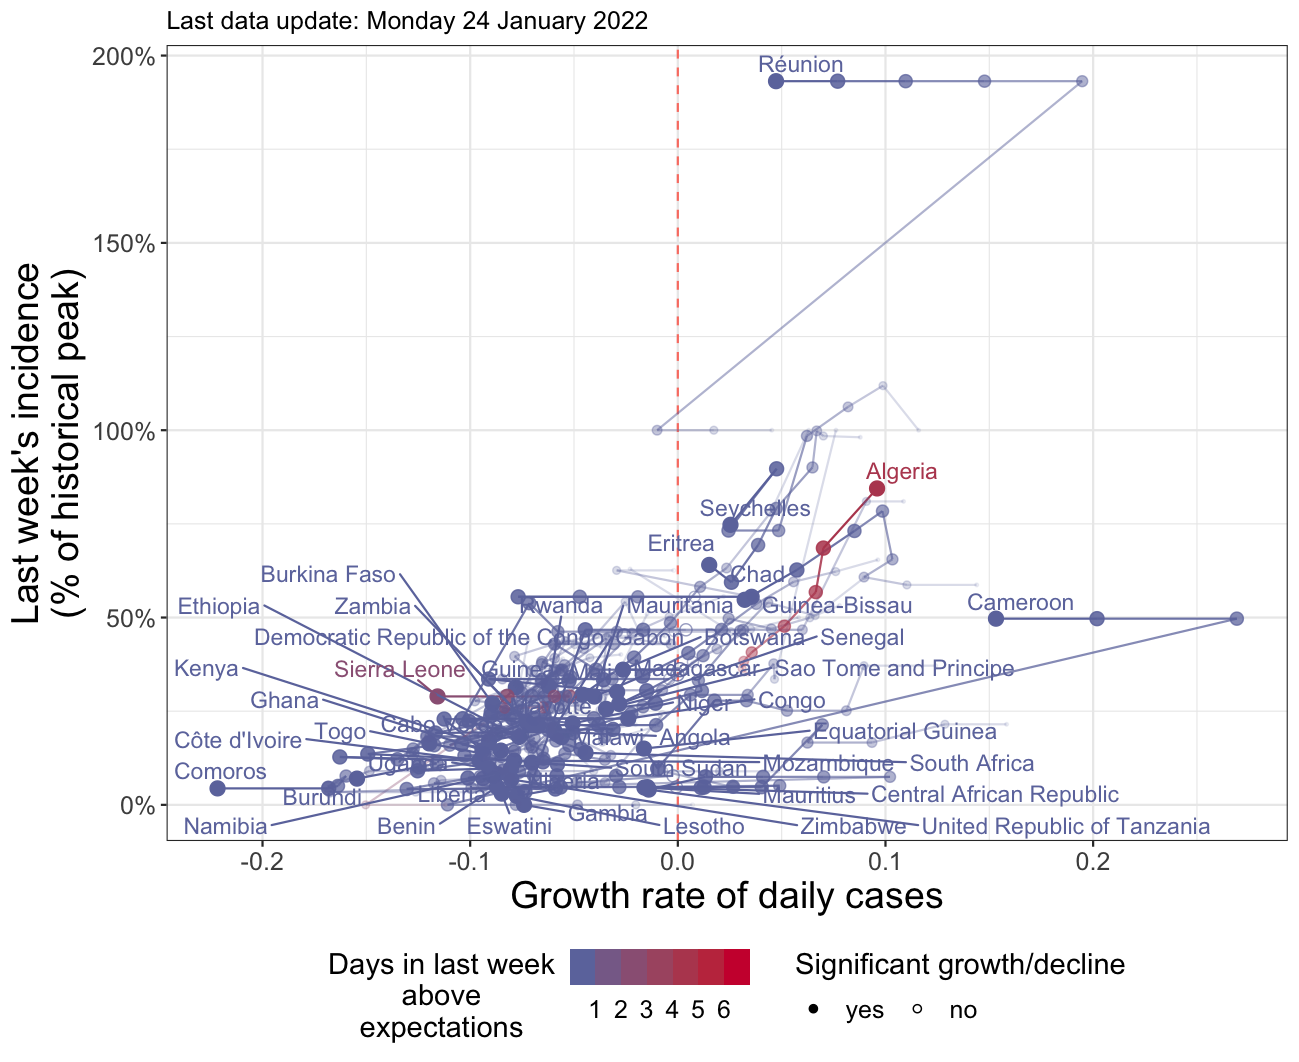 Last data update: Monday 24 January 2022
200%
Réunion
150%
100%
Algeria
Seychelles
Eritrea
Chad
Burkina Faso
Ethiopia
Zambia
Rwanda
Mauritania
Guinea-Bissau
Cameroon
50%
Democratic Republic of the Congo
Gabon
Botswana
Senegal
Kenya
Sierra Leone
Guinea
Madagascar
Sao Tome and Principe
Ghana
Niger
Congo
Togo
Cabo
Côte d'Ivoire
Malawi
Angola
Equatorial Guinea
Comoros
Uganda
South Sudan
Mozambique
South Africa
Burundi
Liberia
Mauritius
Central African Republic
0%
Gambia
Namibia
Benin
Eswatini
Lesotho
Zimbabwe
United Republic of Tanzania
-0.2
-0.1
0.0
0.1
0.2
Last week's incidence
(% of historical peak)
Growth rate of daily cases
Days in last week
above
expectations
1 2 3 4 5 6
Significant growth/decline
yes
no